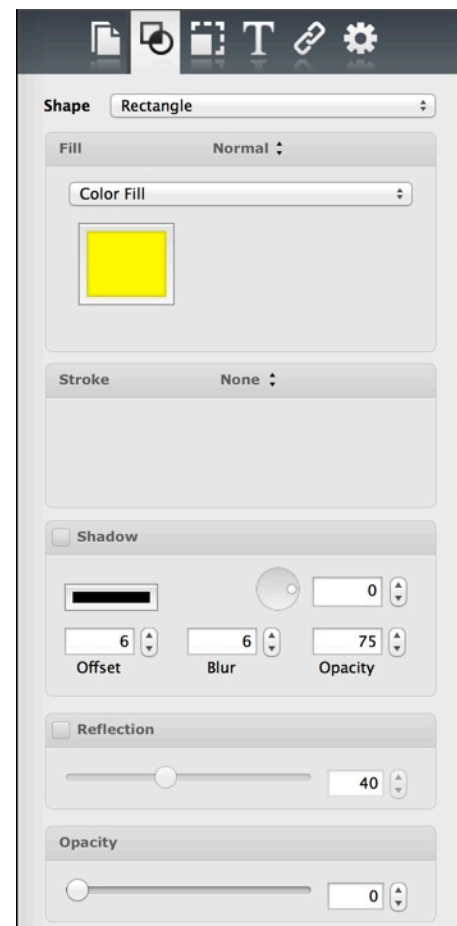 T
Shape Rectangle
Fill Normal
Color Fill
Stroke None
Shadow
0
6 6 75
Offset Blur Opacity
Reflection
40
Opacity
0